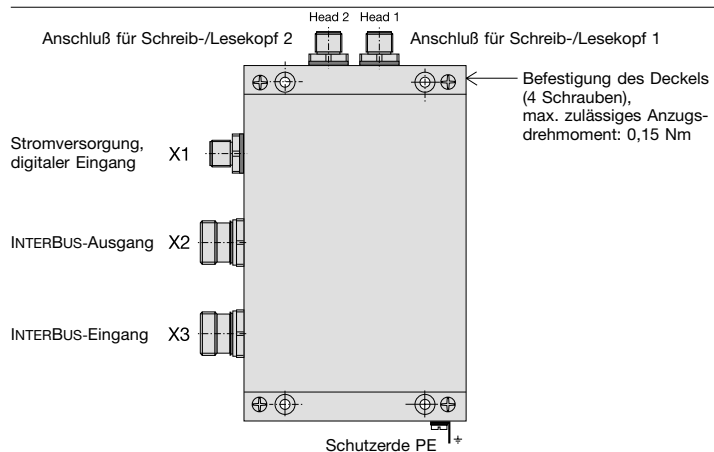 Head 2 Head 1
Anschluß für Schreib-/Lesekopf 2
Anschluß für Schreib-/Lesekopf 1
Befestigung des Deckels
(4 Schrauben),
max. zulässiges Anzugs-
drehmoment: 0,15 Nm
Stromversorgung,
digitaler Eingang
X1
INTERBUS-Ausgang X2
INTERBUS-Eingang X3
Schutzerde PE